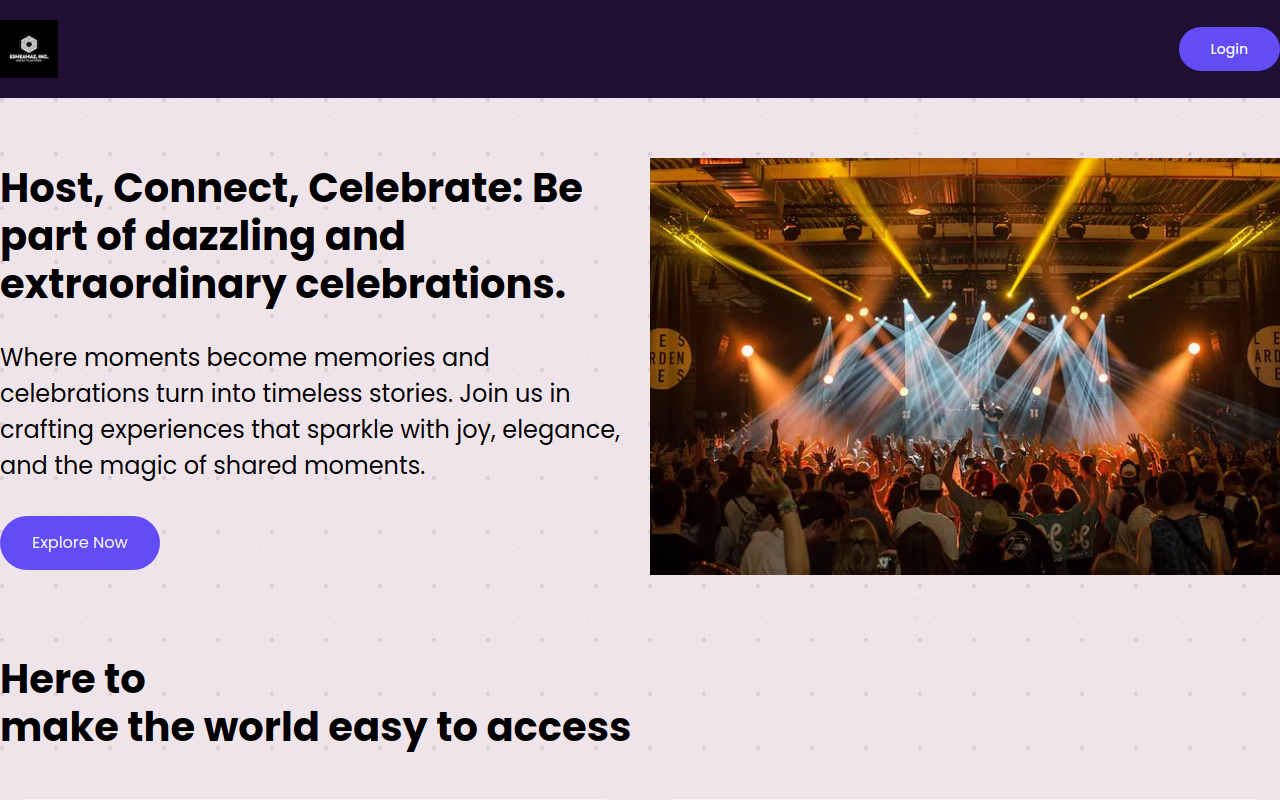 Login
Host, Connect, Celebrate: Be
part of dazzling and
extraordinary celebrations.
Where moments become memories and
celebrations turn into timeless stories. Join us in
crafting experiences that sparkle with joy, elegance,
and the magic of shared moments.
Explore Now
Here to
make the world easy to access